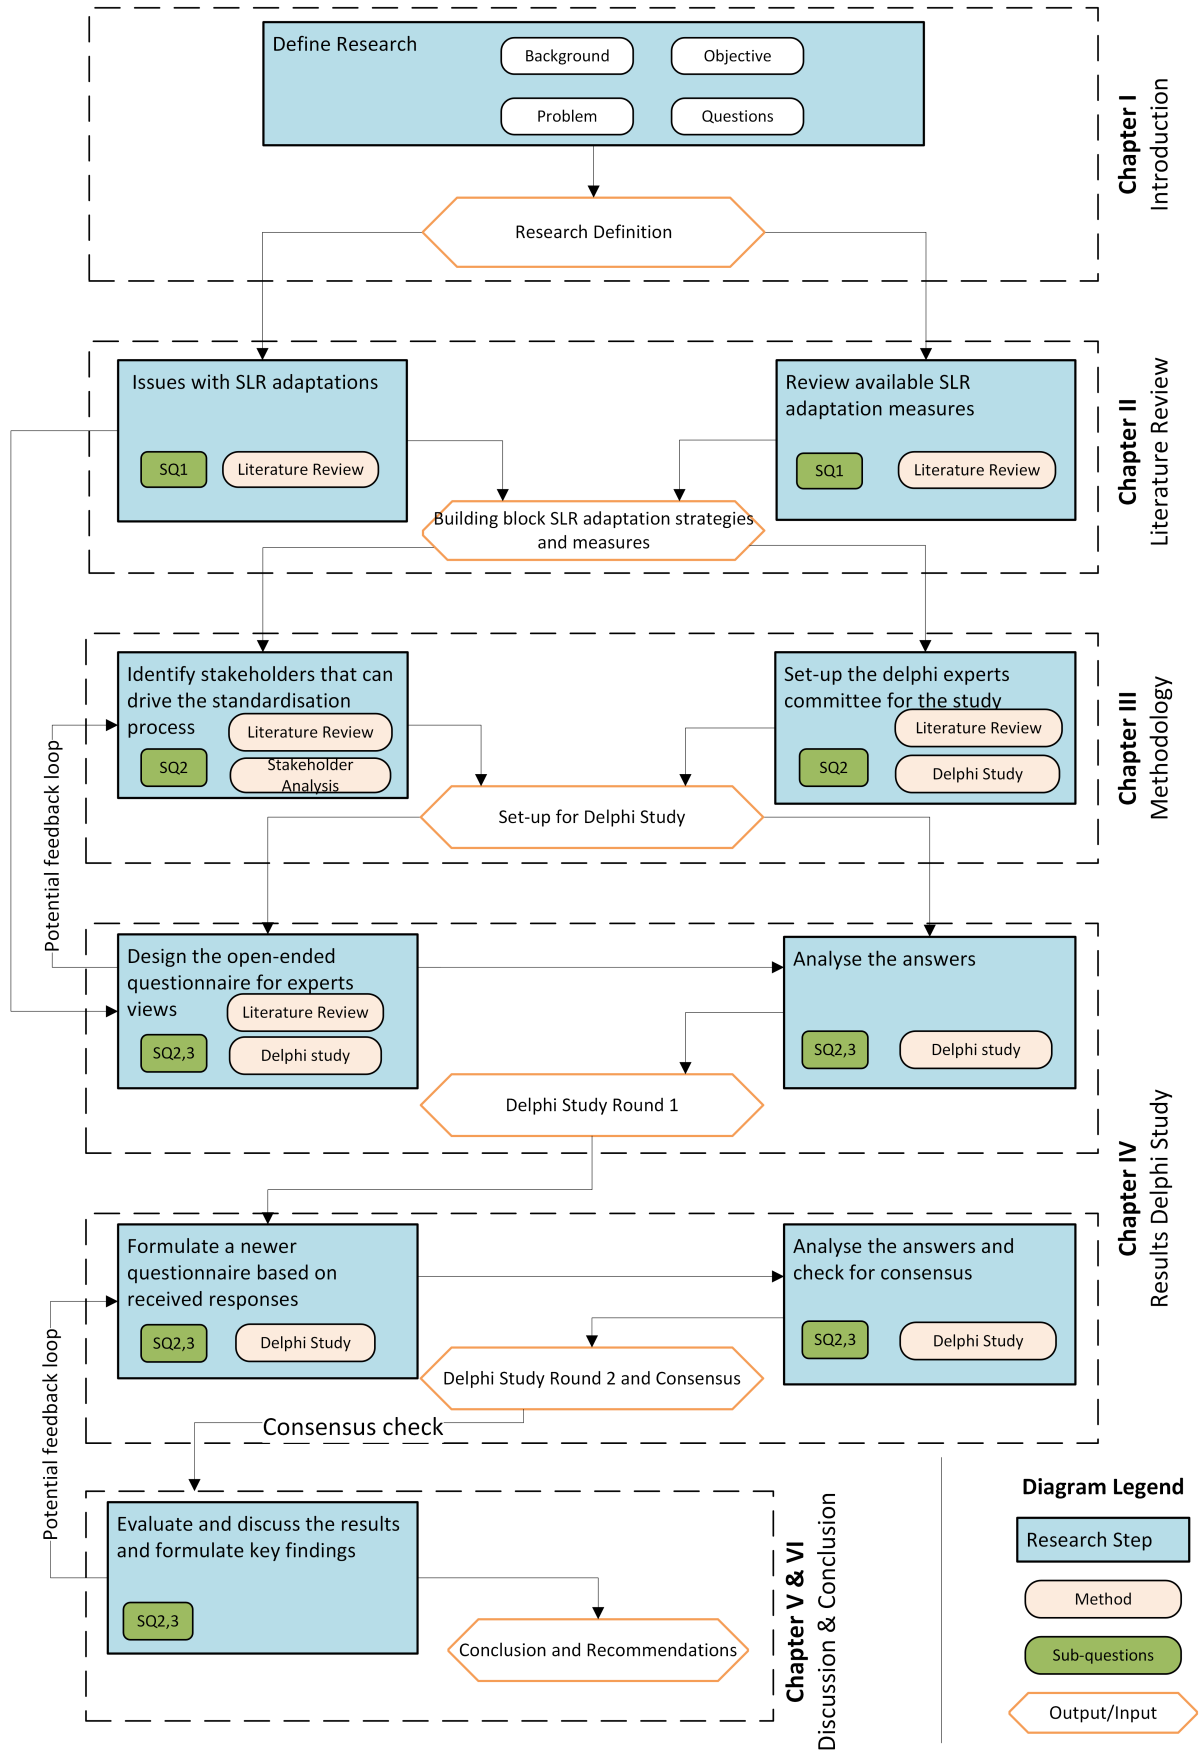 Define Research
Background
Objective
Problem
Questions
Research Definition
Chapter I
Introduction
Issues with SLR adaptations
SQ1
Literature Review
Review available SLR
adaptation measures
SQ1
Literature Review
Building block SLR adaptation strategies
and measures
Chapter II
Literature Review
Identify stakeholders that can
drive the standardisation
process
Literature Review
SQ2
Stakeholder
Analysis
Set-up the delphi experts
committee for the study
Literature Review
SQ2
Delphi Study
Set-up for Delphi Study
Chapter III
Methodology
Potential feedback loop
Design the open-ended
questionnaire for experts
views
Literature Review
SQ2,3
Delphi study
Analyse the answers
SQ2,3
Delphi study
Delphi Study Round 1
Chapter IV
Results Delphi Study
Formulate a newer
questionnaire based on
received responses
SQ2,3
Delphi Study
Analyse the answers and
check for consensus
SQ2,3
Delphi Study
Delphi Study Round 2 and Consensus
Consensus check
Potential feedback loop
Evaluate and discuss the results
and formulate key findings
SQ2,3
Conclusion and Recommendations
Chapter V & VI
Discussion & Conclusion
Diagram Legend
Research Step
Method
Sub-questions
Output/Input